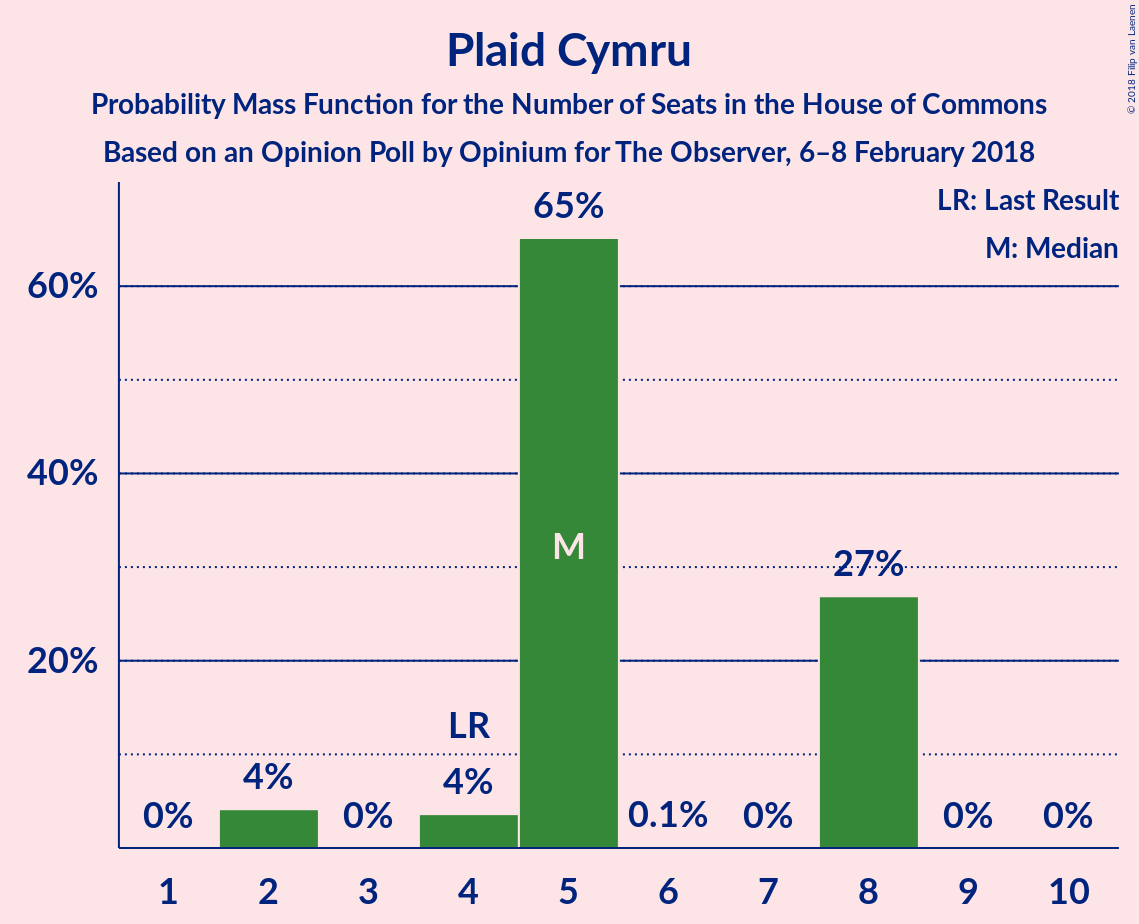 Plaid Cymru
Probability Mass Function for the Number of Seats in the House of Commons
Based on an Opinion Poll by Opinium for The Observer, 6–8 February 2018
© 2018 Filip van Laenen
LR: Last Result
M: Median
65%
60%
40%
M
27%
20%
LR
4%
4%
0%
0%
0.1%
0%
0%
0%
1 2 3 4 5 6 7 8 9 10